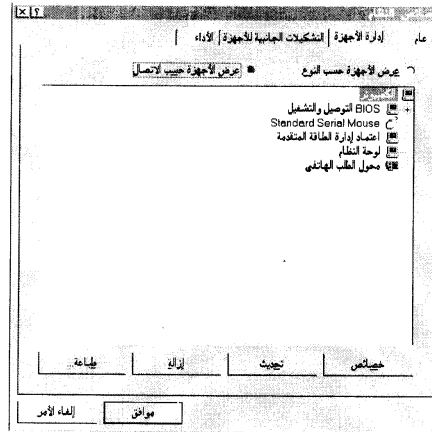 عام	إدارة الأجهزة	التشكيلات الجانبية للأجهزة	الأداء
عرض الأجهزة حسب النوع	عرض الأجهزة حسب الاتصال
BIOS التوصيل والتشغيل
Standard Serial Mouse
اعتماد إدارة الطاقة المتقدمة
لوحة النظام
محول الطلب الهاتفي
خصائص	تحديث	إزالة	طباعة...
موافق	إلغاء الأمر